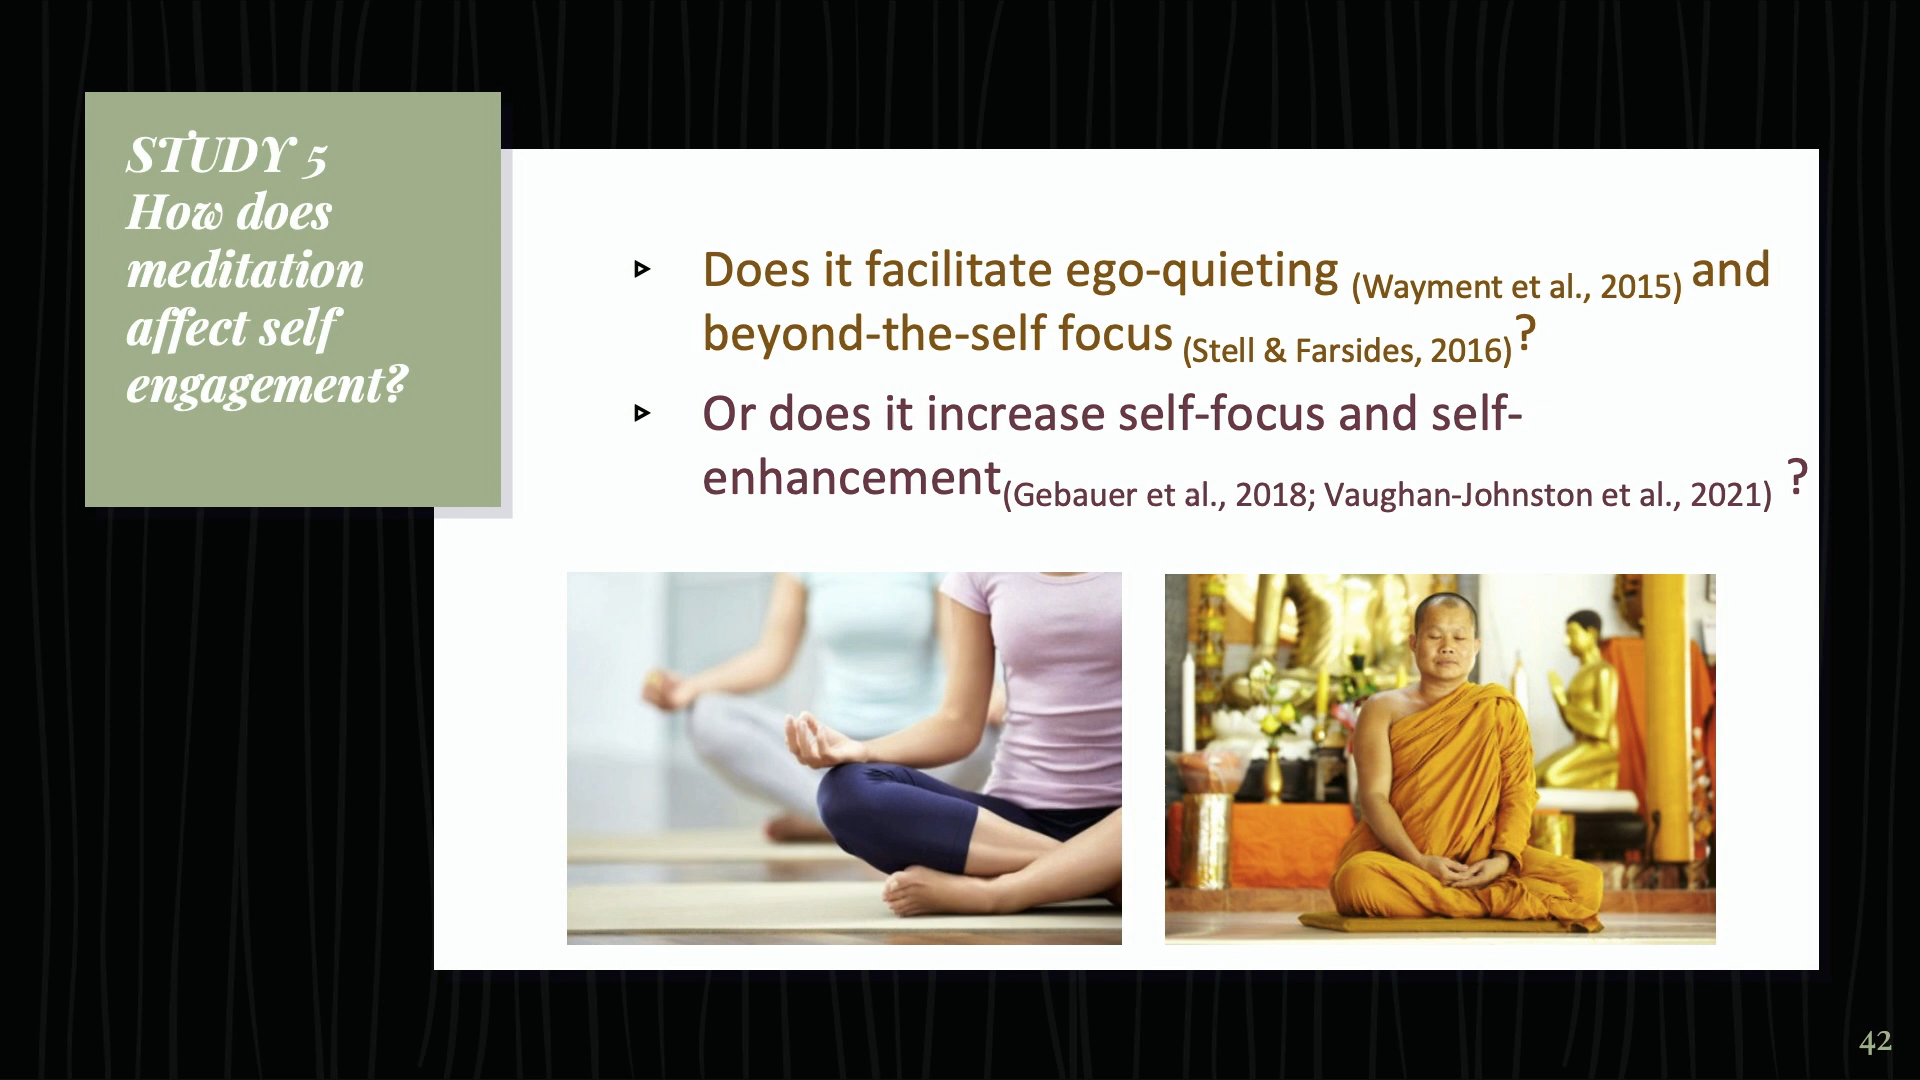 STUDY 5
How does
meditation
affect self
engagement?
Does it facilitate ego-quieting (Wayment et al., 2015) and
beyond-the-self focus (Stell & Farsides, 2016)?
Or does it increase self-focus and self-
enhancement(Gebauer et al., 2018; Vaughan-Johnston et al., 2021) ?
42